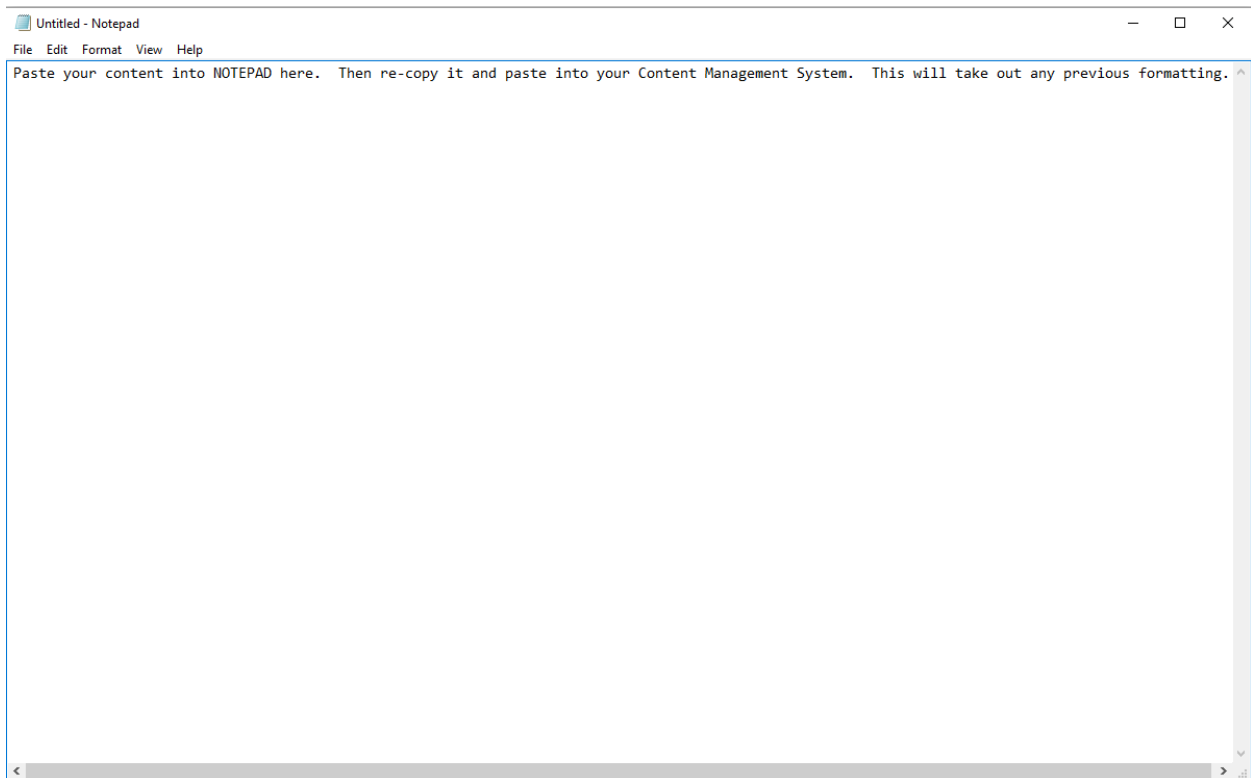 Untitled - Notepad
File Edit Format View Help
Paste your content into NOTEPAD here.  Then re-copy it and paste into your Content Management System.  This will take out any previous formatting.